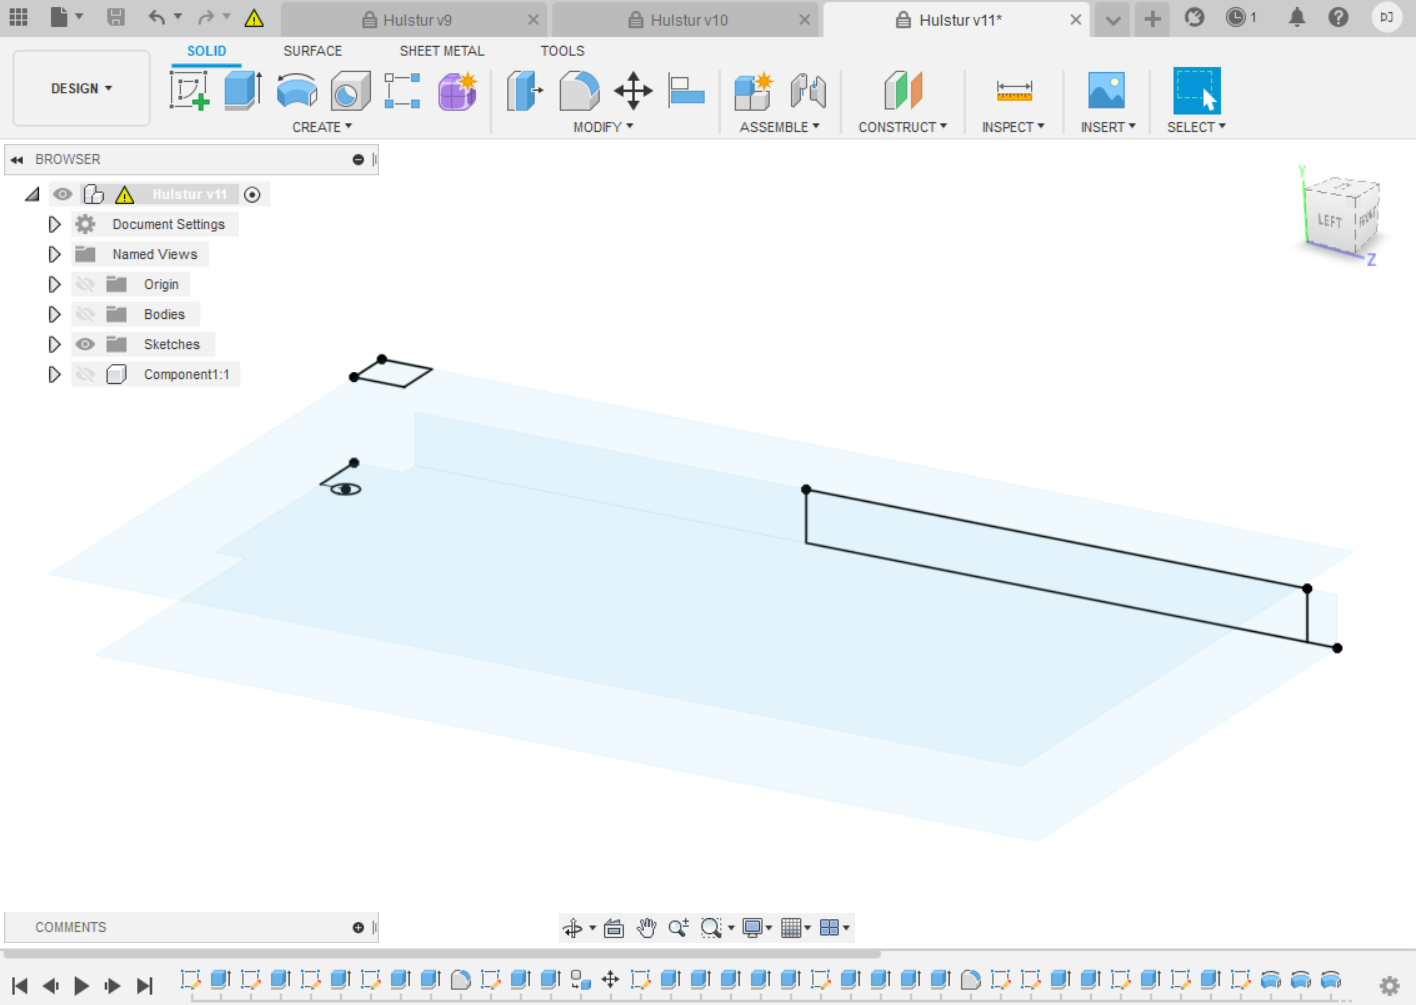 Hulstur v9
Hulstur v10
Hulstur v11*
1
DJ
DESIGN
SOLID
SURFACE
SHEET METAL
TOOLS
CREATE
MODIFY
ASSEMBLE
CONSTRUCT
INSPECT
INSERT
SELECT
BROWSER
Hulstur v11
Document Settings
Named Views
Origin
Bodies
Sketches
Component1:1
Y
LEFT
FRONT
Z
COMMENTS